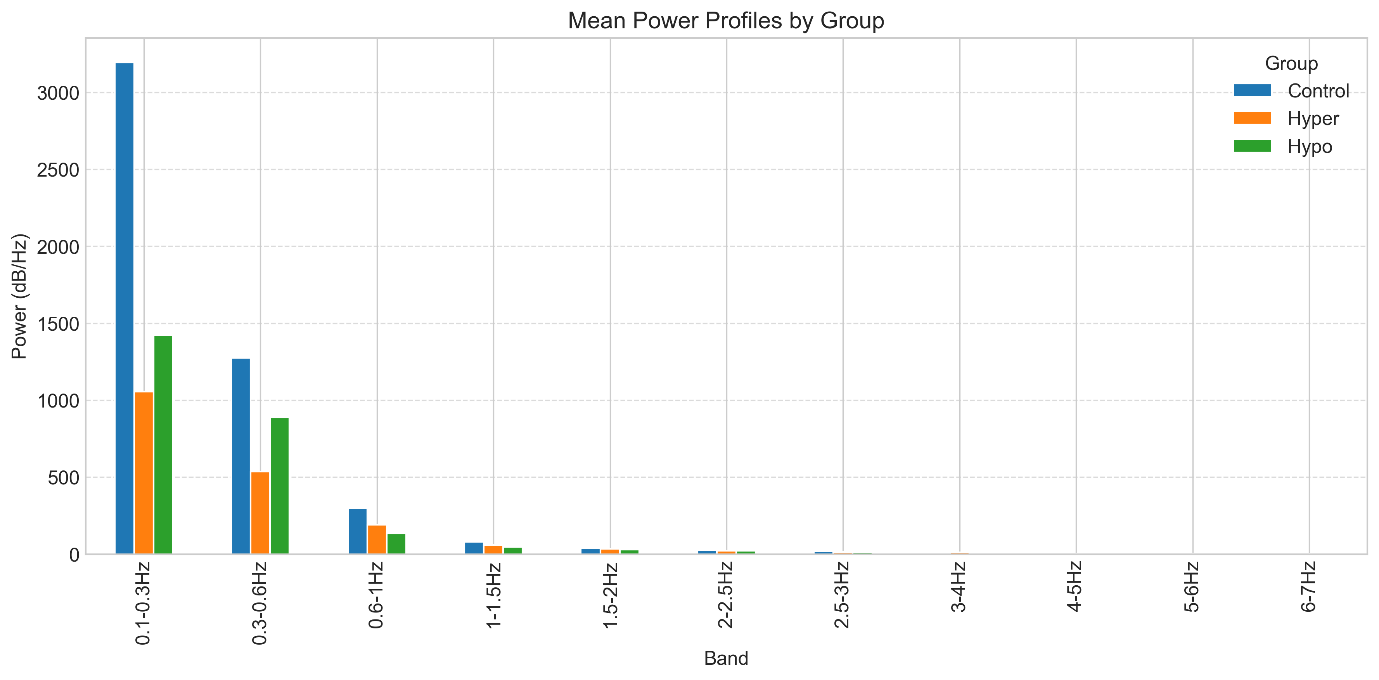 Mean Power Profiles by Group
Power (dB/Hz)
3000
2500
2000
1500
1000
500
0
Group
Control
Hyper
Hypo
0.1-0.3Hz
0.3-0.6Hz
0.6-1Hz
1-1.5Hz
1.5-2Hz
2-2.5Hz
2.5-3Hz
3-4Hz
4-5Hz
5-6Hz
6-7Hz
Band